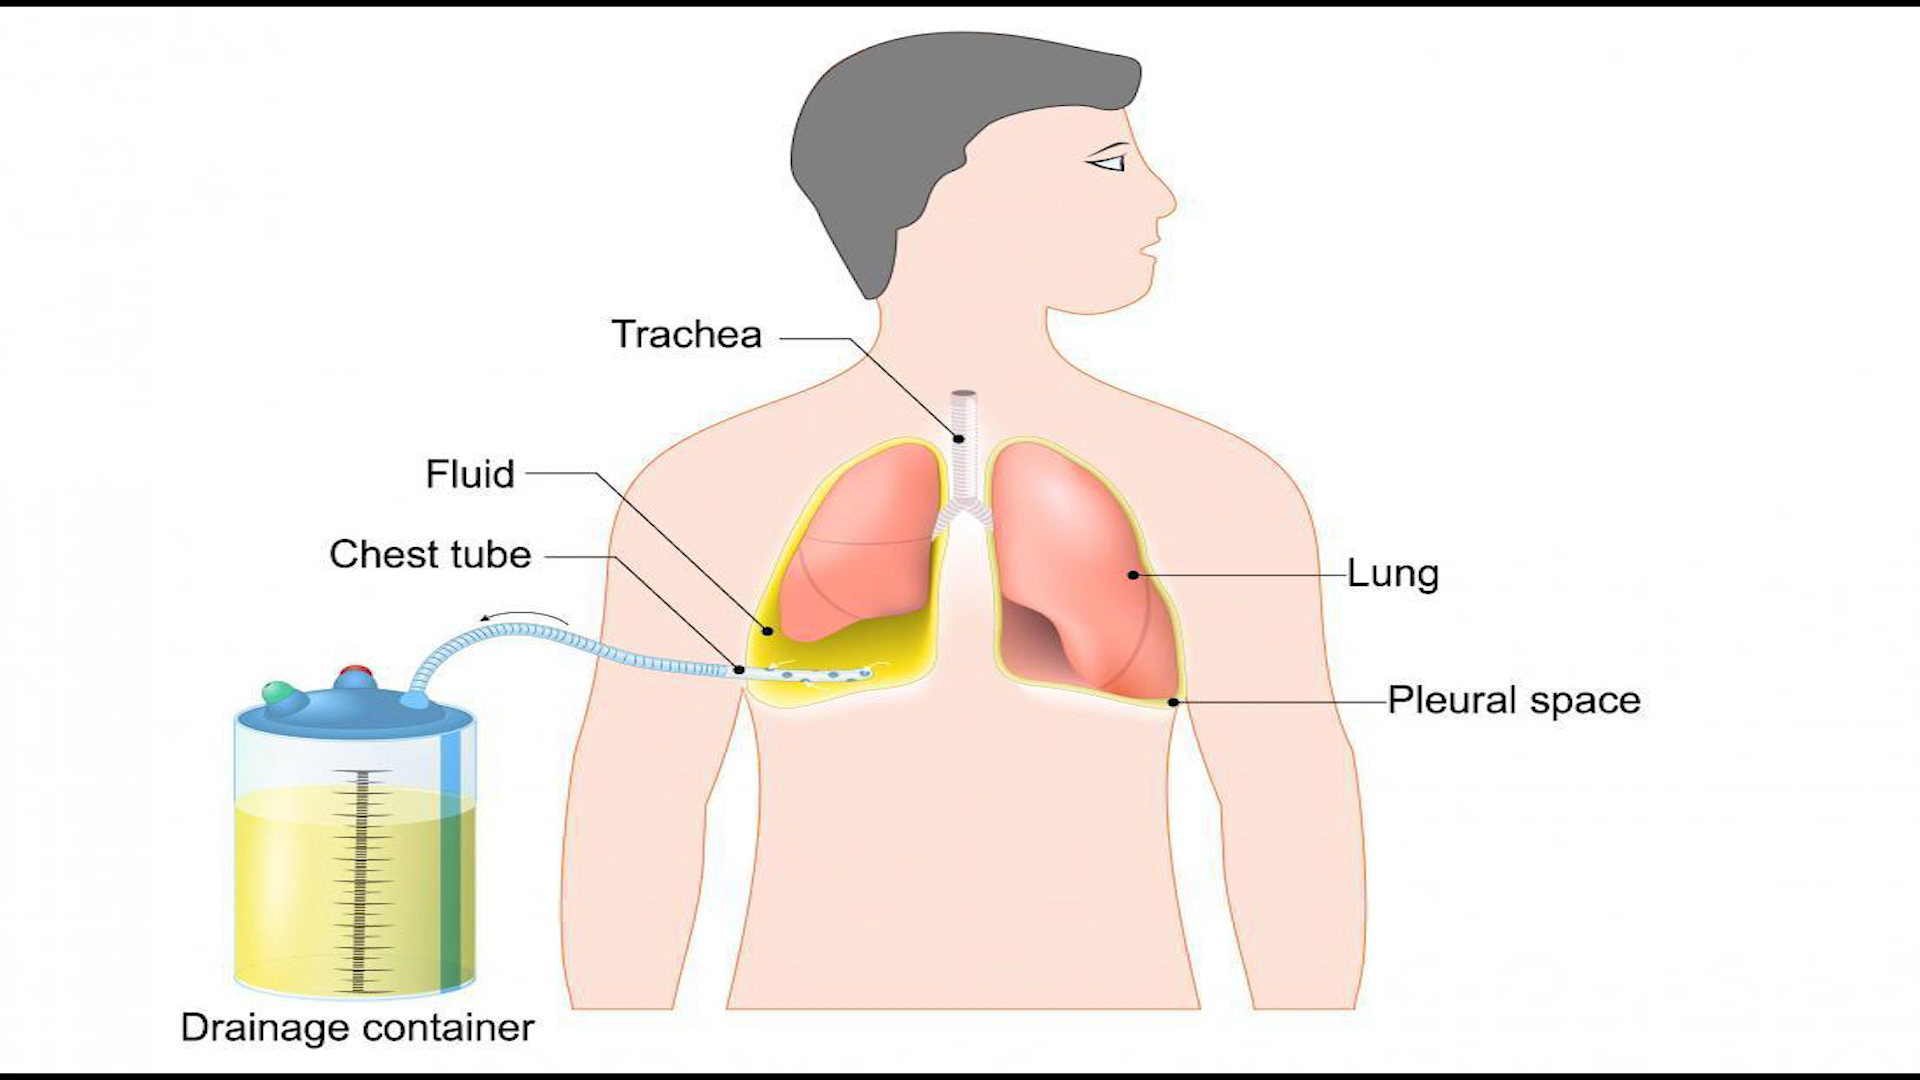 Trachea
Fluid
Chest tube
Lung
Pleural space
Drainage container